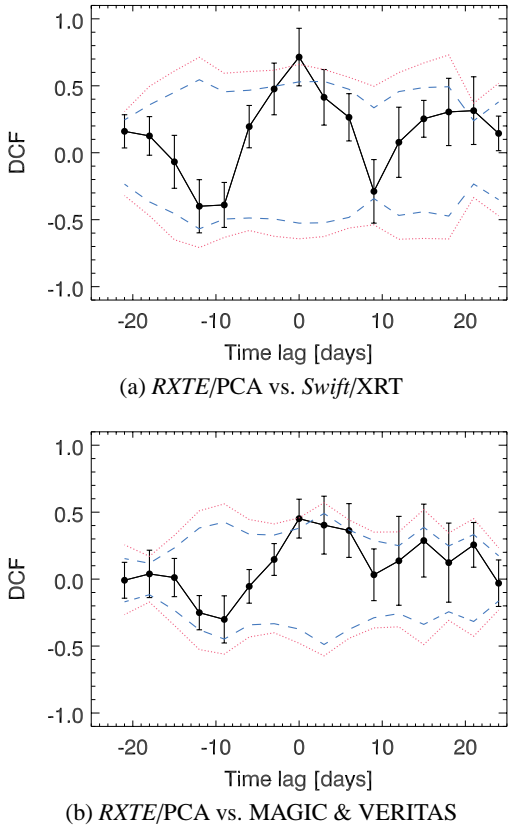 1.0
0.5
0.0
-0.5
-1.0
DCF
-20 -10 0 10 20
Time lag [days]
(a) RXTE/PCA vs. Swift/XRT
1.0
0.5
0.0
-0.5
-1.0
DCF
-20 -10 0 10 20
Time lag [days]
(b) RXTE/PCA vs. MAGIC & VERITAS